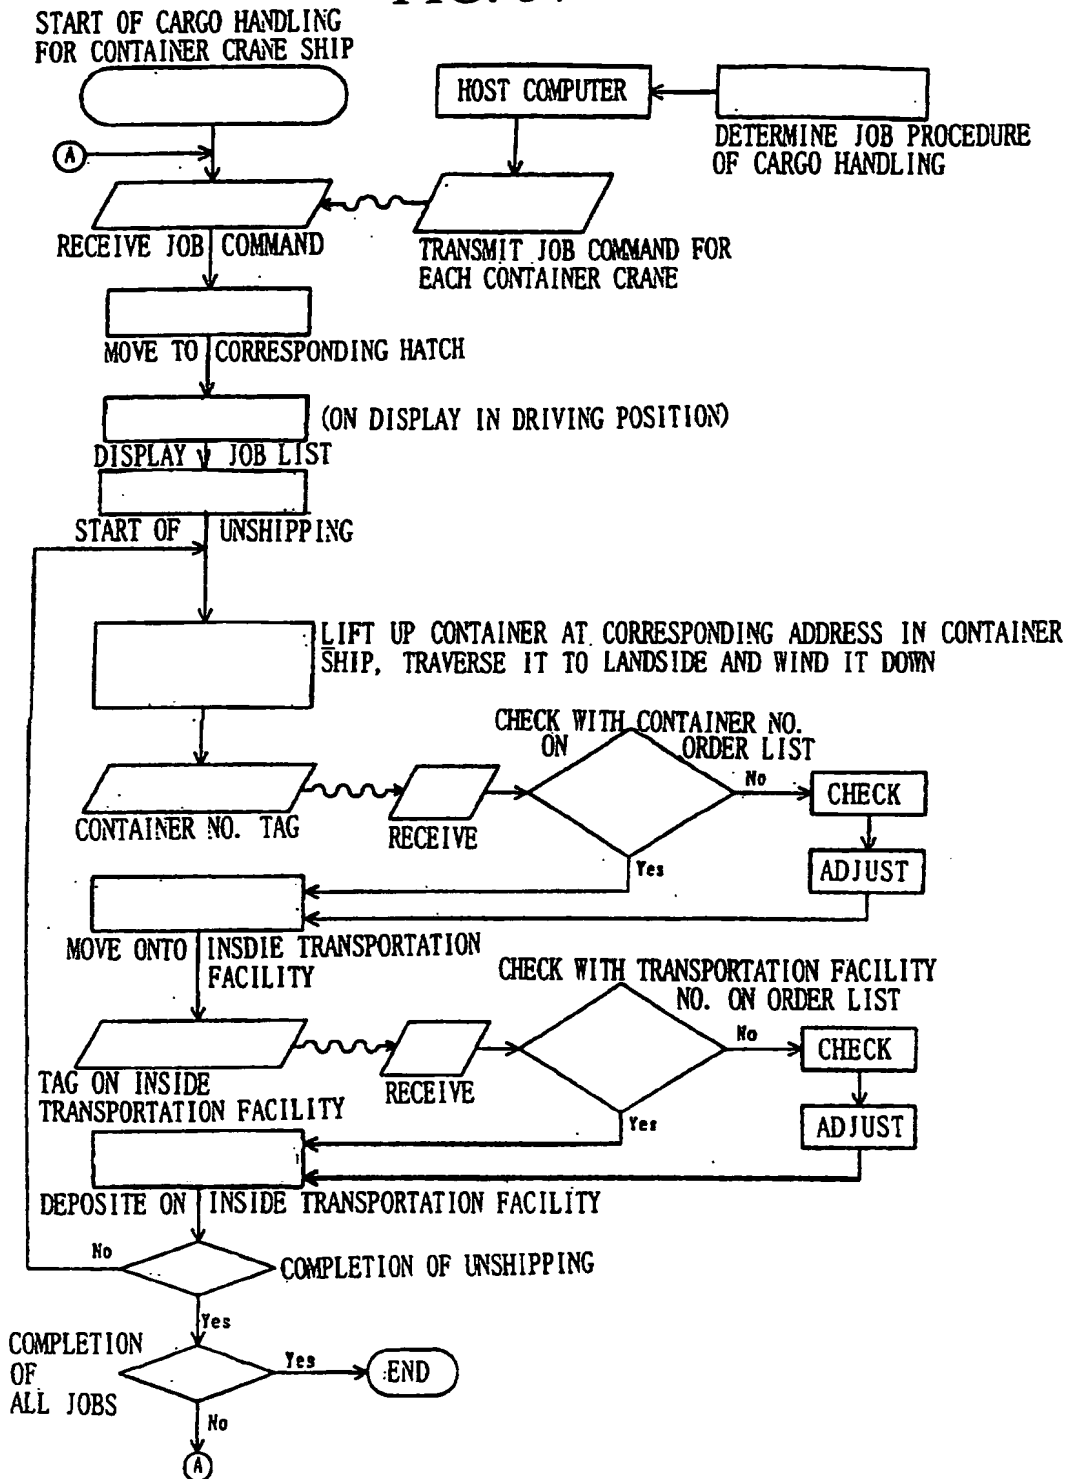 START OF CARGO HANDLING
FOR CONTAINER CRANE SHIP
HOST COMPUTER
DETERMINE JOB PROCEDURE
OF CARGO HANDLING
A
RECEIVE JOB COMMAND
TRANSMIT JOB COMMAND FOR
EACH CONTAINER CRANE
MOVE TO CORRESPONDING HATCH
(ON DISPLAY IN DRIVING POSITION)
DISPLAY JOB LIST
START OF UNSHIPPING
LIFT UP CONTAINER AT CORRESPONDING ADDRESS IN CONTAINER
SHIP, TRAVERSE IT TO LANDSIDE AND WIND IT DOWN
CHECK WITH CONTAINER NO.
ON ORDER LIST
No
CHECK
CONTAINER NO. TAG
RECEIVE
Yes
ADJUST
MOVE ONTO INSDIE TRANSPORTATION
FACILITY
CHECK WITH TRANSPORTATION FACILITY
NO. ON ORDER LIST
No
CHECK
TAG ON INSIDE
TRANSPORTATION FACILITY
RECEIVE
Yes
ADJUST
DEPOSITE ON INSIDE TRANSPORTATION FACILITY
No
COMPLETION OF UNSHIPPING
Yes
COMPLETION
OF
ALL JOBS
Yes
END
No
A